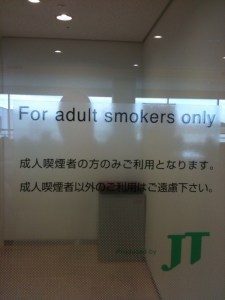 For adult smokers only
成人喫煙者の方のみご利用となります。
成人喫煙者以外のご利用はご遠慮下さい。
JT